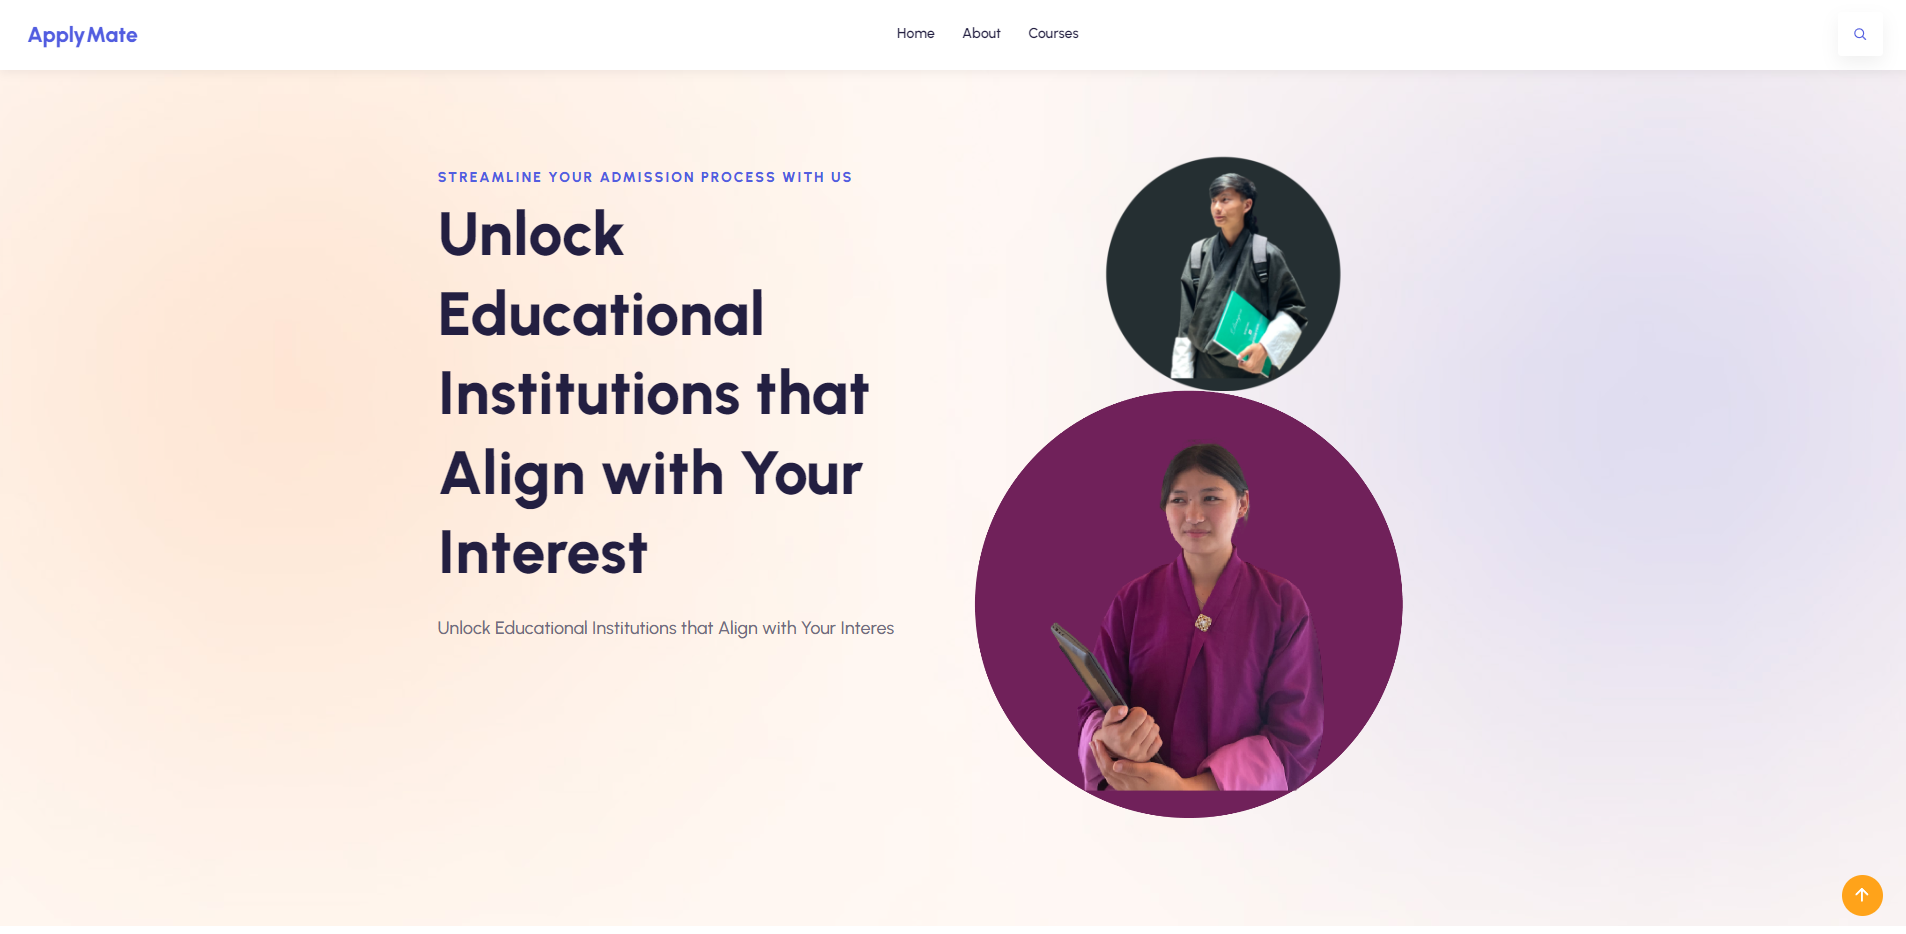 ApplyMate
Home About Courses
STREAMLINE YOUR ADMISSION PROCESS WITH US
Unlock
Educational
Institutions that
Align with Your
Interest
Unlock Educational Institutions that Align with Your Interes